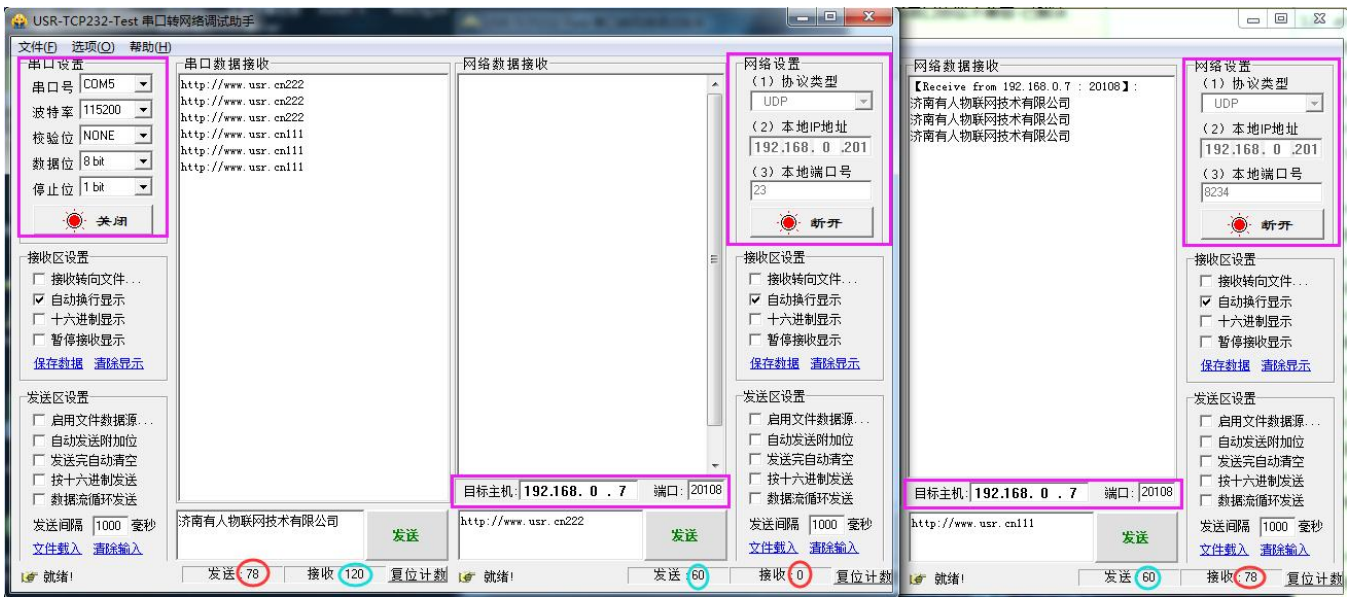 USR-TCP232-Test 串口转网络调试助手
文件(F) 选项(O) 帮助(H)
串口设置
串口号 COM5
波特率 115200
校验位 NONE
数据位 8 bit
停止位 1 bit
关闭
接收区设置
接收转向文件...
自动换行显示
十六进制显示
暂停接收显示
保存数据 清除显示
发送区设置
启用文件数据源...
自动发送附加位
发送完自动清空
按十六进制发送
数据流循环发送
发送间隔 1000 毫秒
文件载入 清除输入
就绪!
串口数据接收
http://www.usr.cn222
http://www.usr.cn222
http://www.usr.cn222
http://www.usr.cn111
http://www.usr.cn111
http://www.usr.cn111
济南有人物联网技术有限公司
发送
发送:78 接收:120 复位计数
网络数据接收
目标主机: 192.168. 0 . 7 端口: 20108
http://www.usr.cn222
发送
就绪!
发送:60 接收:0 复位计数
网络设置
(1) 协议类型
UDP
(2) 本地IP地址
192.168. 0 .201
(3) 本地端口号
23
断开
接收区设置
接收转向文件...
自动换行显示
十六进制显示
暂停接收显示
保存数据 清除显示
发送区设置
启用文件数据源...
自动发送附加位
发送完自动清空
按十六进制发送
数据流循环发送
发送间隔 1000 毫秒
文件载入 清除输入
网络数据接收
【Receive from 192.168.0.7 : 20108】:
济南有人物联网技术有限公司
济南有人物联网技术有限公司
济南有人物联网技术有限公司
目标主机: 192.168. 0 . 7 端口: 20108
http://www.usr.cn111
发送
就绪!
发送:60 接收:78 复位计数
网络设置
(1) 协议类型
UDP
(2) 本地IP地址
192.168. 0 .201
(3) 本地端口号
8234
断开
接收区设置
接收转向文件...
自动换行显示
十六进制显示
暂停接收显示
保存数据 清除显示
发送区设置
启用文件数据源...
自动发送附加位
发送完自动清空
按十六进制发送
数据流循环发送
发送间隔 1000 毫秒
文件载入 清除输入